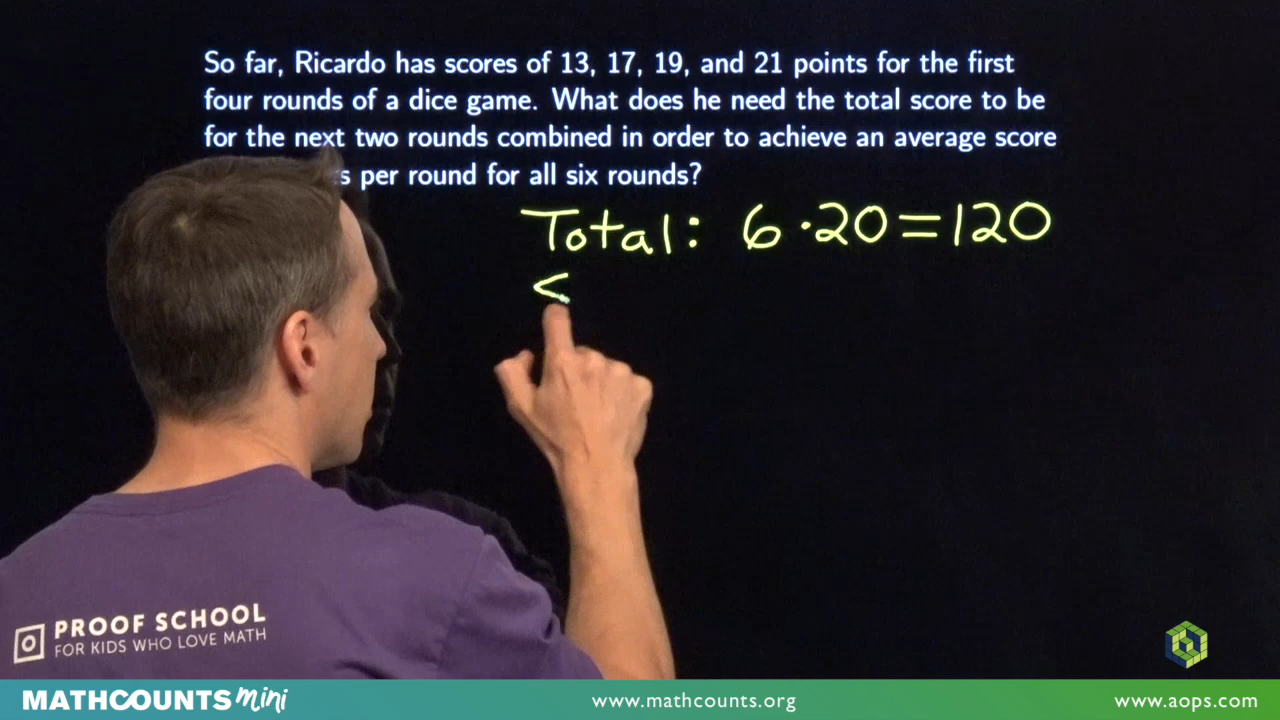 So far, Ricardo has scores of 13, 17, 19, and 21 points for the first
four rounds of a dice game. What does he need the total score to be
for the next two rounds combined in order to achieve an average score
s per round for all six rounds?
Total: 6 · 20 = 120
PROOF SCHOOL
FOR KIDS WHO LOVE MATH
MATHCOUNTS mini
www.mathcounts.org
www.aops.com